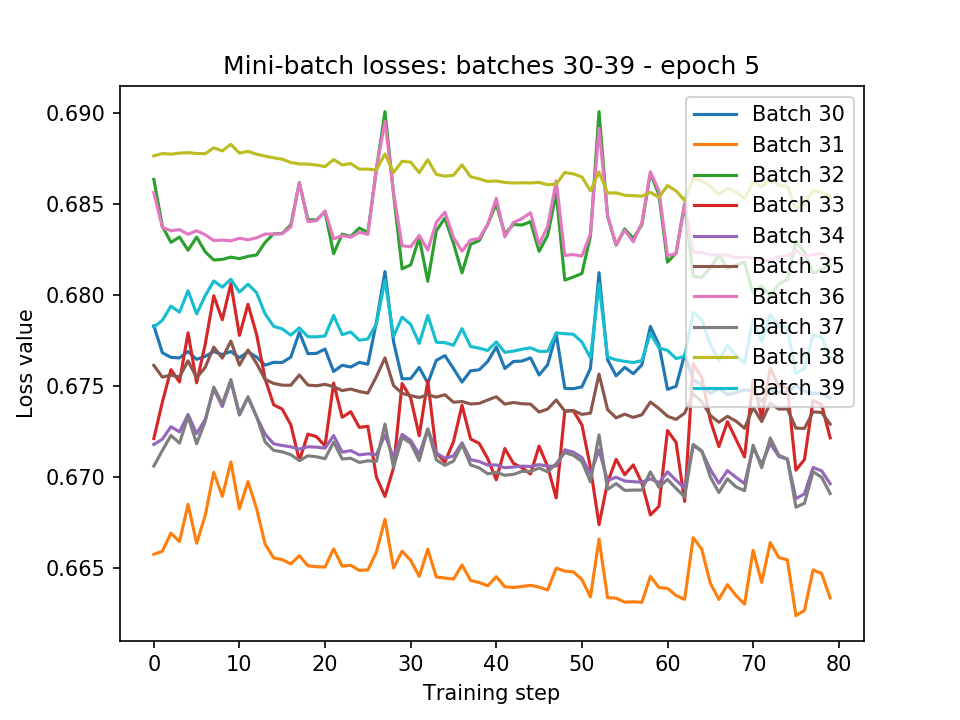 Mini-batch losses: batches 30-39 - epoch 5
0.690
0.685
0.680
0.675
0.670
0.665
Loss value
Batch 30
Batch 31
Batch 32
Batch 33
Batch 34
Batch 35
Batch 36
Batch 37
Batch 38
Batch 39
0 10 20 30 40 50 60 70 80
Training step